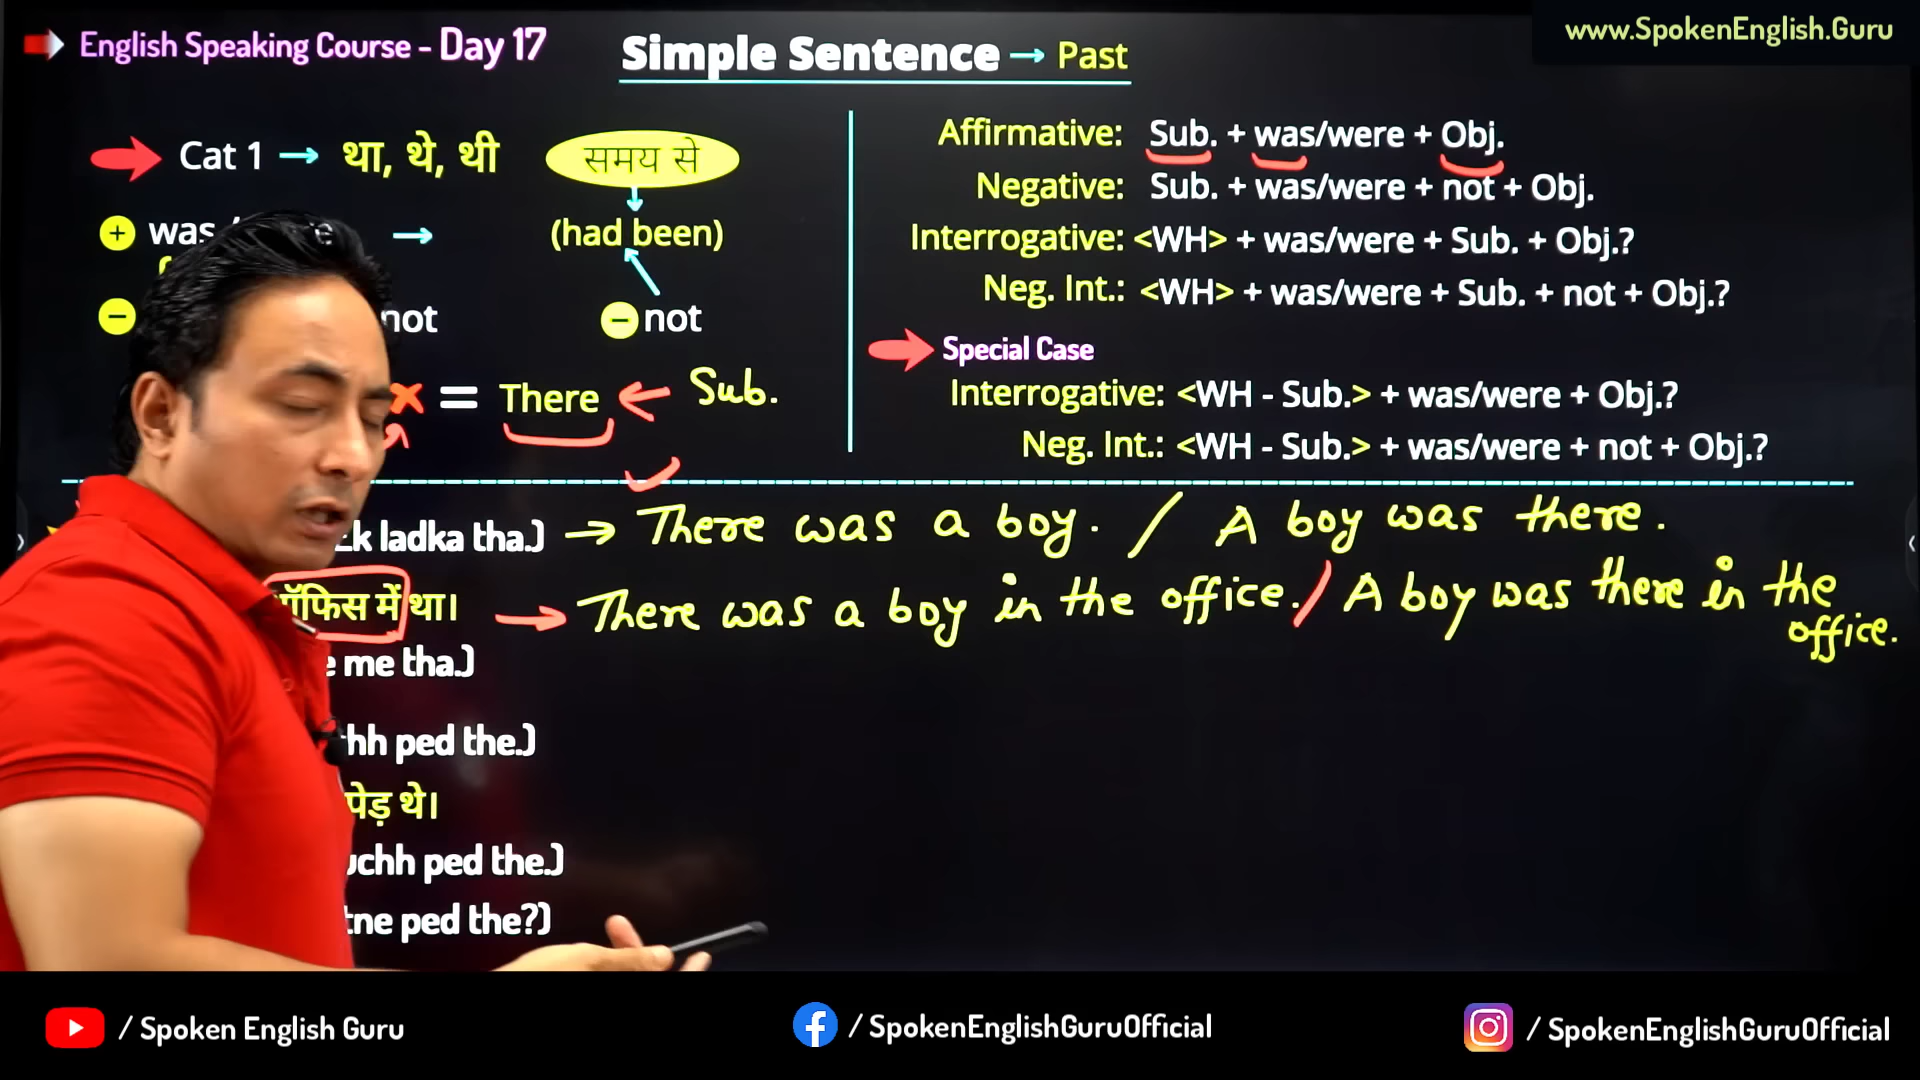 English Speaking Course - Day 17
Simple Sentence → Past
www.SpokenEnglish.Guru
Cat 1 → था, थे, थी
समय से
+ was →
(had been)
- not
- not
× = There ← Sub.
Affirmative: Sub. + was/were + Obj.
Negative: Sub. + was/were + not + Obj.
Interrogative: <WH> + was/were + Sub. + Obj.?
Neg. Int.: <WH> + was/were + Sub. + not + Obj.?
Special Case
Interrogative: <WH - Sub.> + was/were + Obj.?
Neg. Int.: <WH - Sub.> + was/were + not + Obj.?
ladka tha.) → There was a boy. / A boy was there.
ऑफिस में था। → There was a boy in the office. / A boy was there in the office.
me tha.)
ped the.)
पेड़ थे।
ped the.)
ped the?)
/ Spoken English Guru
/ SpokenEnglishGuruOfficial
/ SpokenEnglishGuruOfficial